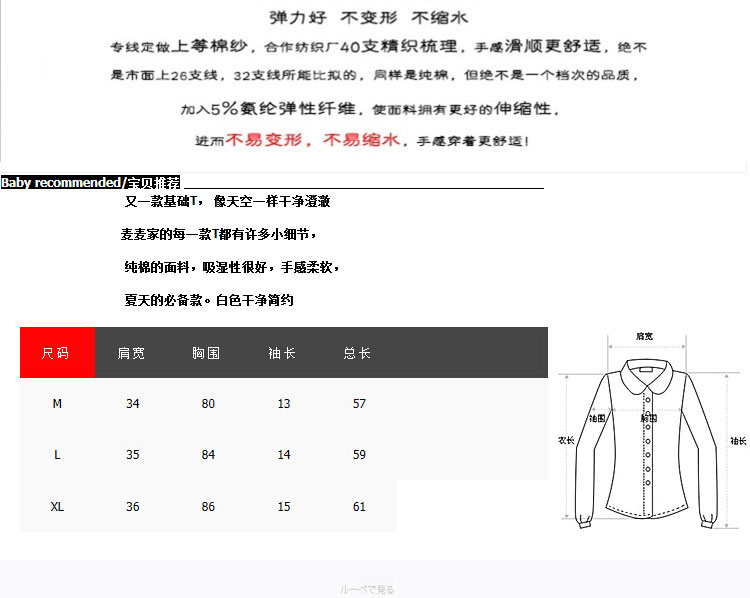 弹力好 不变形 不缩水
专线定做上等棉纱，合作纺织厂40支精织梳理，手感滑顺更舒适，绝不
是市面上26支线，32支线所能比拟的，同样是纯棉，但绝不是一个档次的品质，
加入5%氨纶弹性纤维，使面料拥有更好的伸缩性，
进而不易变形，不易缩水，手感穿着更舒适！
Baby recommended/宝贝推荐
又一款基础T，像天空一样干净澄澈
麦麦家的每一款T都有许多小细节，
纯棉的面料，吸湿性很好，手感柔软，
夏天的必备款。白色干净简约
尺码 肩宽 胸围 袖长 总长
M 34 80 13 57
L 35 84 14 59
XL 36 86 15 61
肩宽
袖围 胸围
衣长 袖长
ルーペで見る